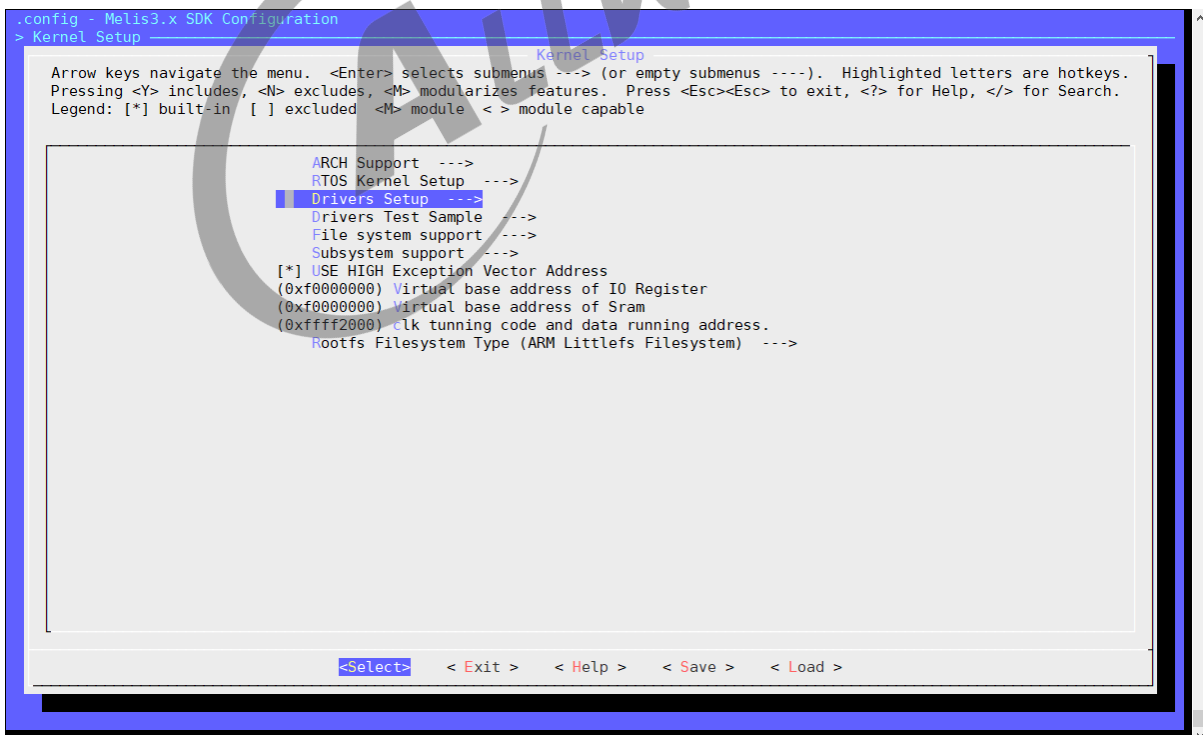 .config - Melis3.x SDK Configuration
> Kernel Setup
Kernel Setup
Arrow keys navigate the menu. <Enter> selects submenus ---> (or empty submenus ----). Highlighted letters are hotkeys.
Pressing <Y> includes, <N> excludes, <M> modularizes features. Press <Esc><Esc> to exit, <?> for Help, </> for Search.
Legend: [*] built-in [ ] excluded <M> module < > module capable
ARCH Support --->
RTOS Kernel Setup --->
Drivers Setup --->
Drivers Test Sample --->
File system support --->
Subsystem support --->
[*] USE HIGH Exception Vector Address
(0xf0000000) Virtual base address of IO Register
(0xf0000000) Virtual base address of Sram
(0xffff2000) clk tunning code and data running address.
Rootfs Filesystem Type (ARM Littlefs Filesystem) --->
<Select> < Exit > < Help > < Save > < Load >